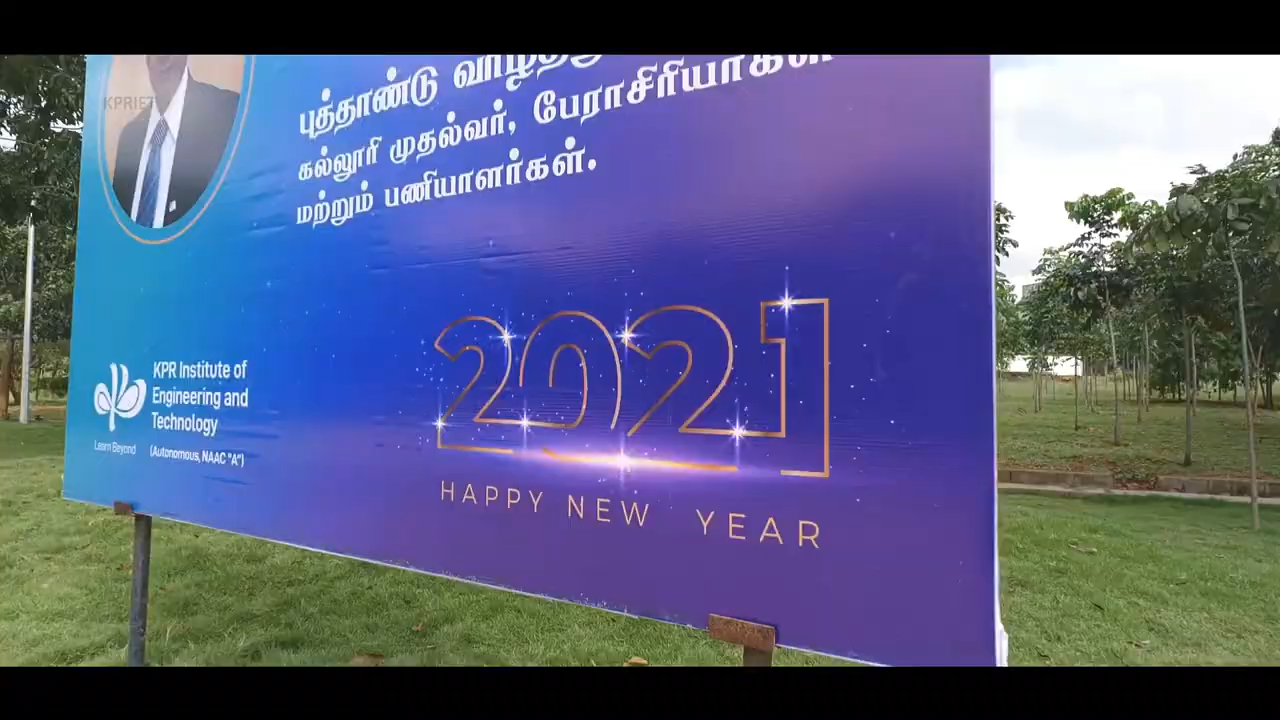 KPRIET
புத்தாண்டு
கல்லூரி முதல்வர், பேராசிரியர்கள்
மற்றும் பணியாளர்கள்.
2021
HAPPY NEW YEAR
KPR Institute of
Engineering and
Technology
Learn Beyond
(Autonomous, NAAC "A")